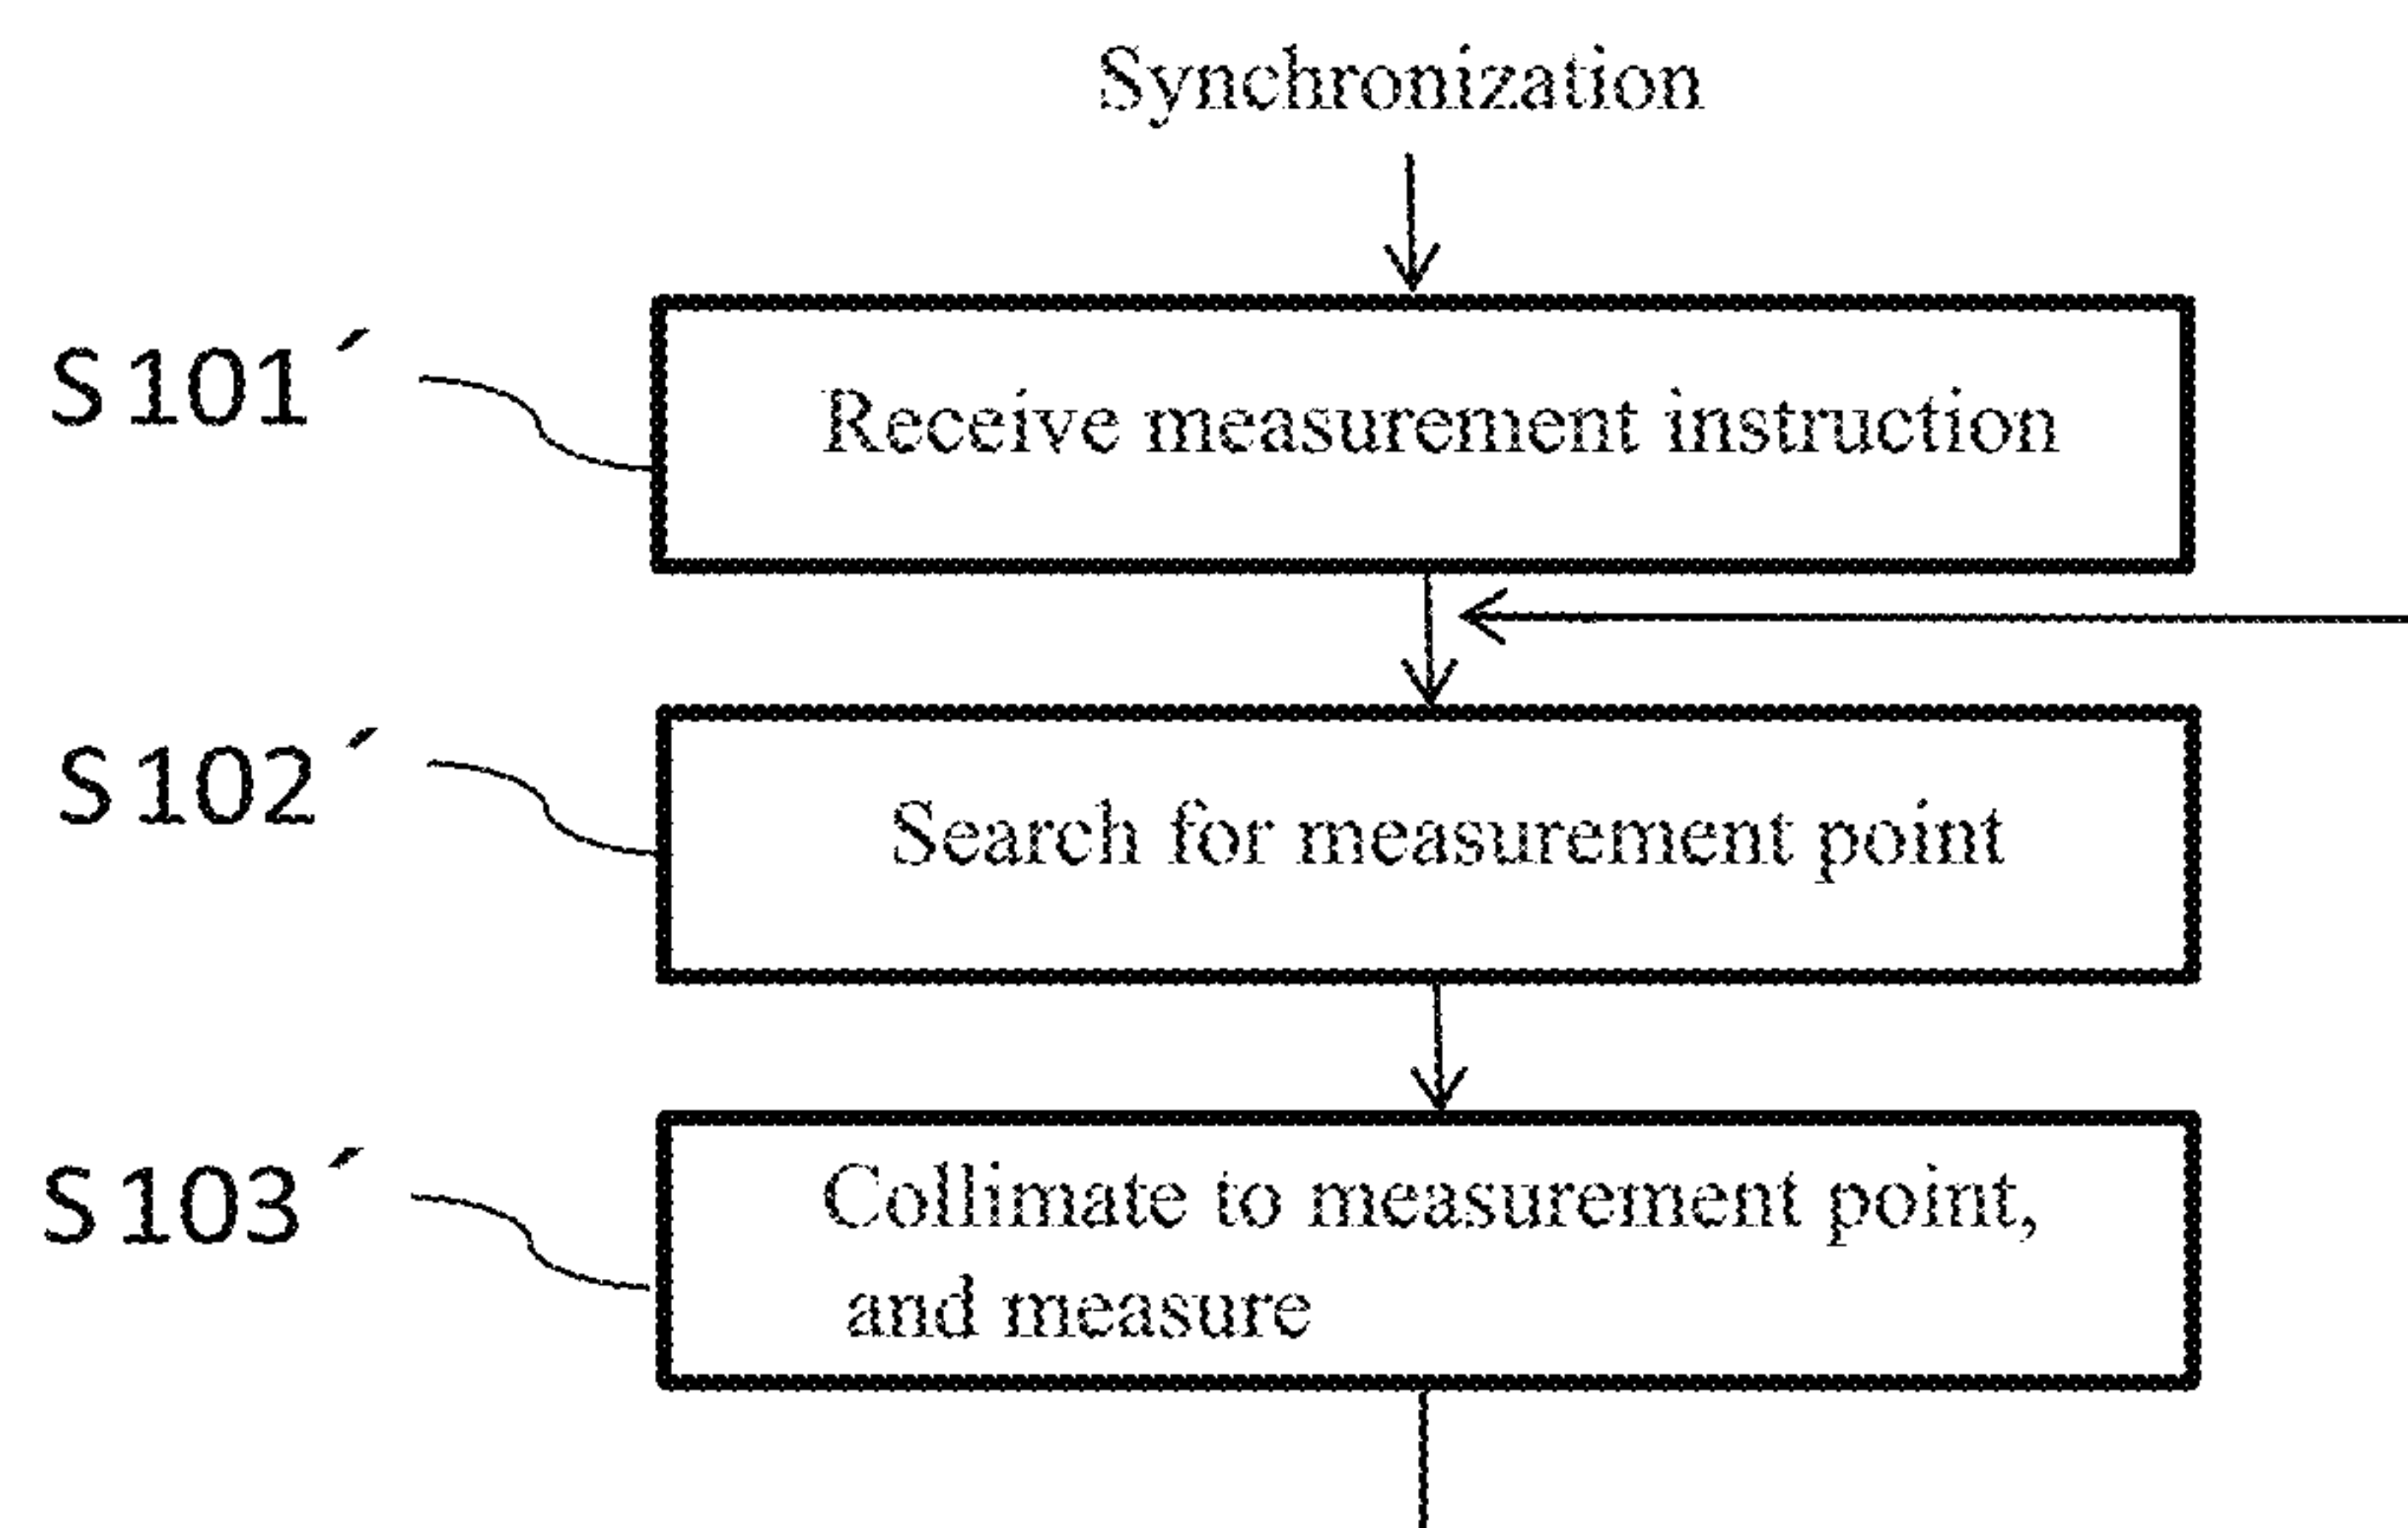 Synchronization
S101´
Receive measurement instruction
S102´
Search for measurement point
S103´
Collimate to measurement point,
and measure